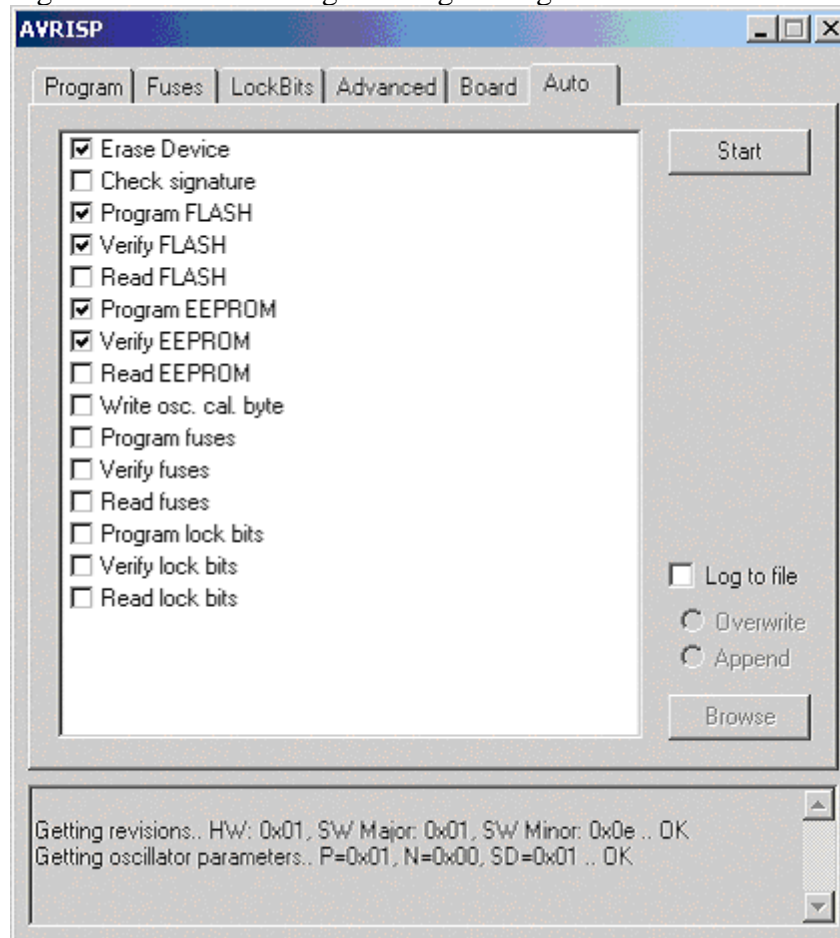 AVRISP
Program Fuses LockBits Advanced Board Auto
Erase Device
Check signature
Program FLASH
Verify FLASH
Read FLASH
Program EEPROM
Verify EEPROM
Read EEPROM
Write osc. cal. byte
Program fuses
Verify fuses
Read fuses
Program lock bits
Verify lock bits
Read lock bits
Start
Log to file
Overwrite
Append
Browse
Getting revisions.. HW: 0x01, SW Major: 0x01, SW Minor: 0x0e .. OK
Getting oscillator parameters.. P=0x01, N=0x00, SD=0x01 .. OK